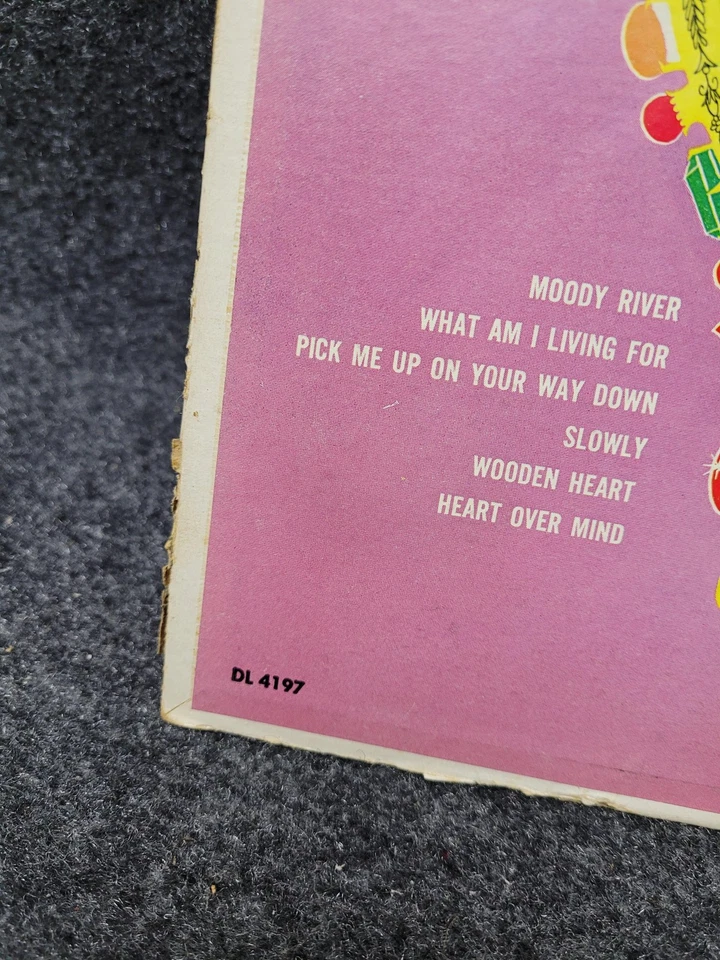 MOODY RIVER
WHAT AM I LIVING FOR
PICK ME UP ON YOUR WAY DOWN
SLOWLY
WOODEN HEART
HEART OVER MIND
DL 4197